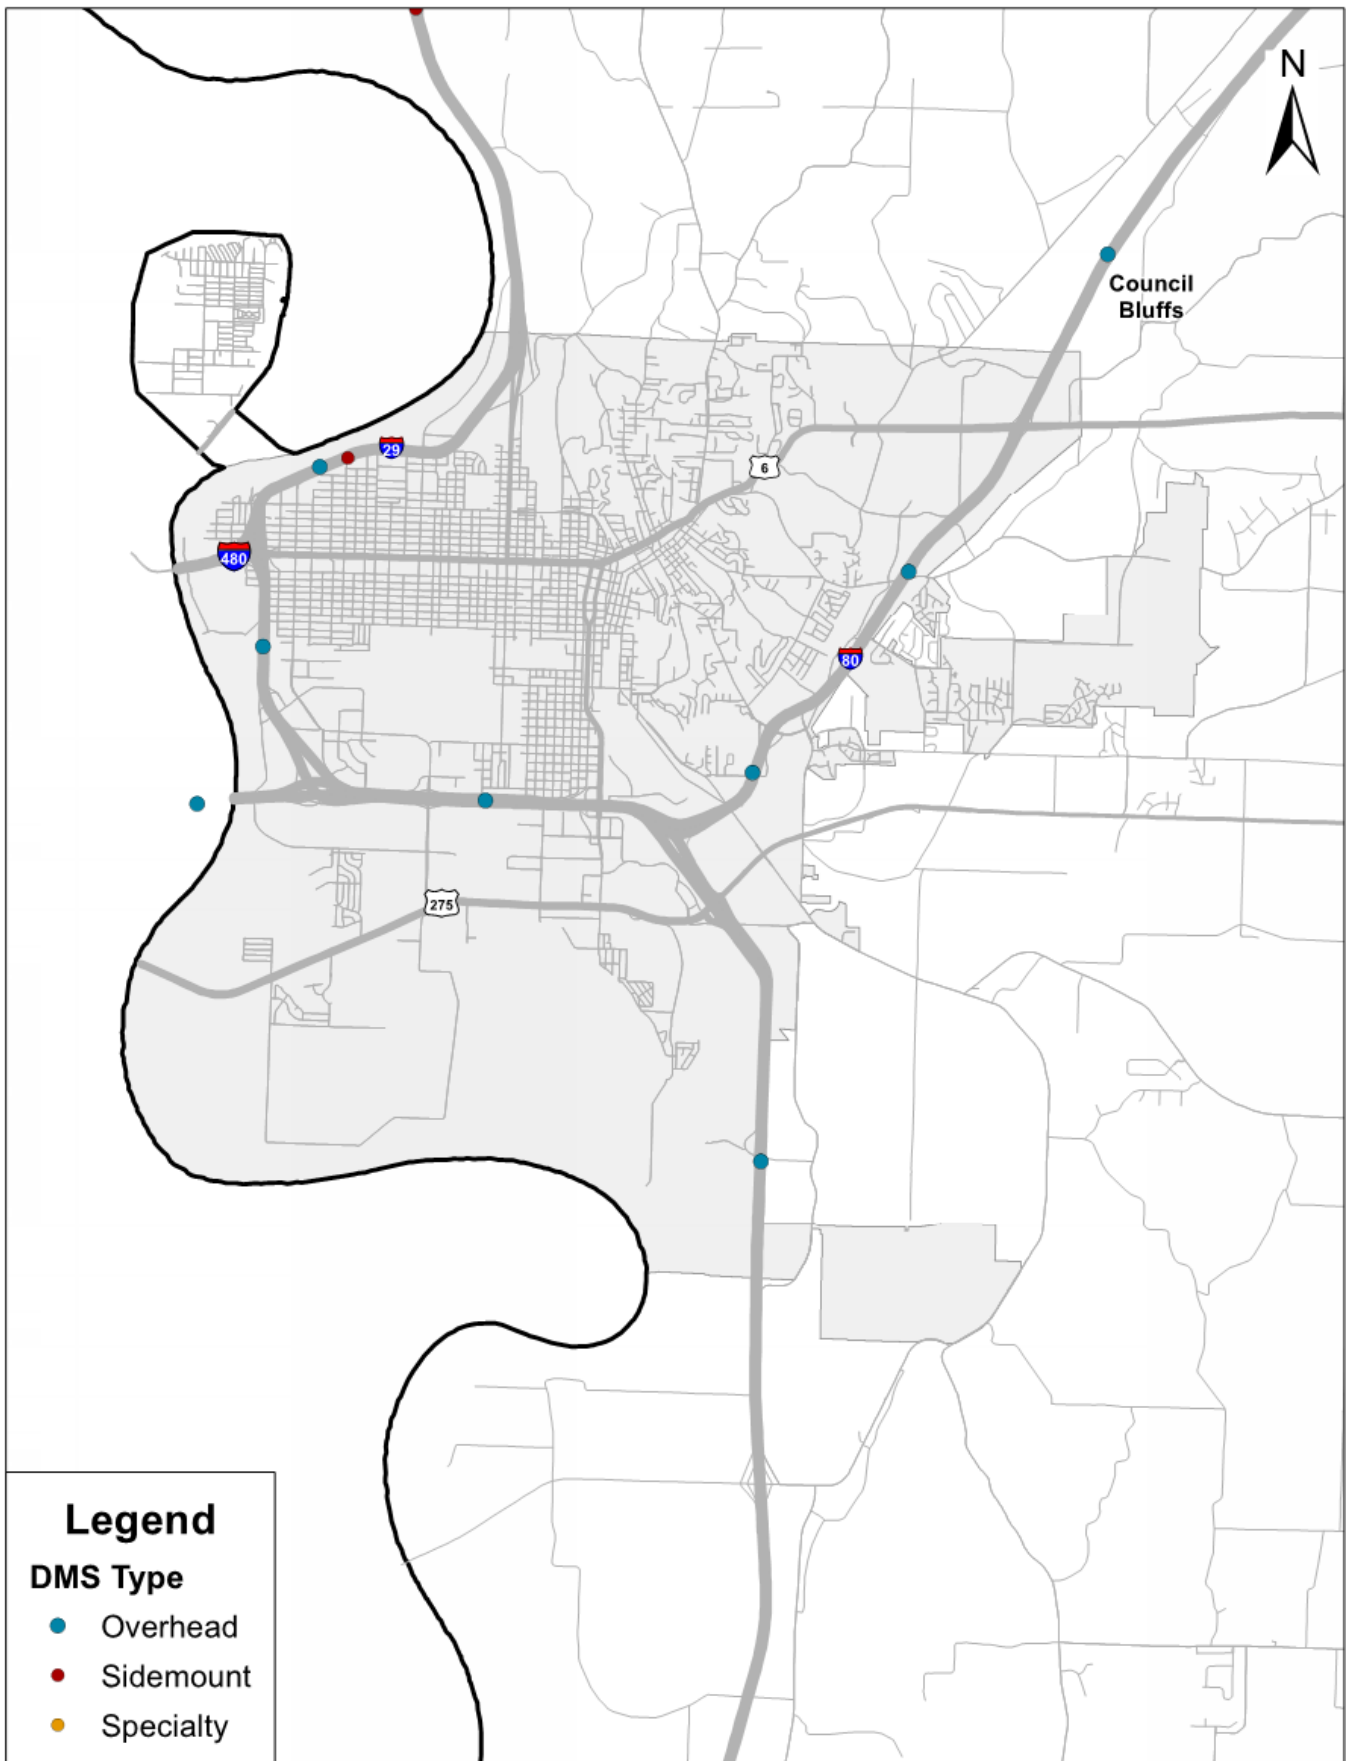 N
Council
Bluffs
29
6
480
80
275
Legend
DMS Type
Overhead
Sidemount
Specialty